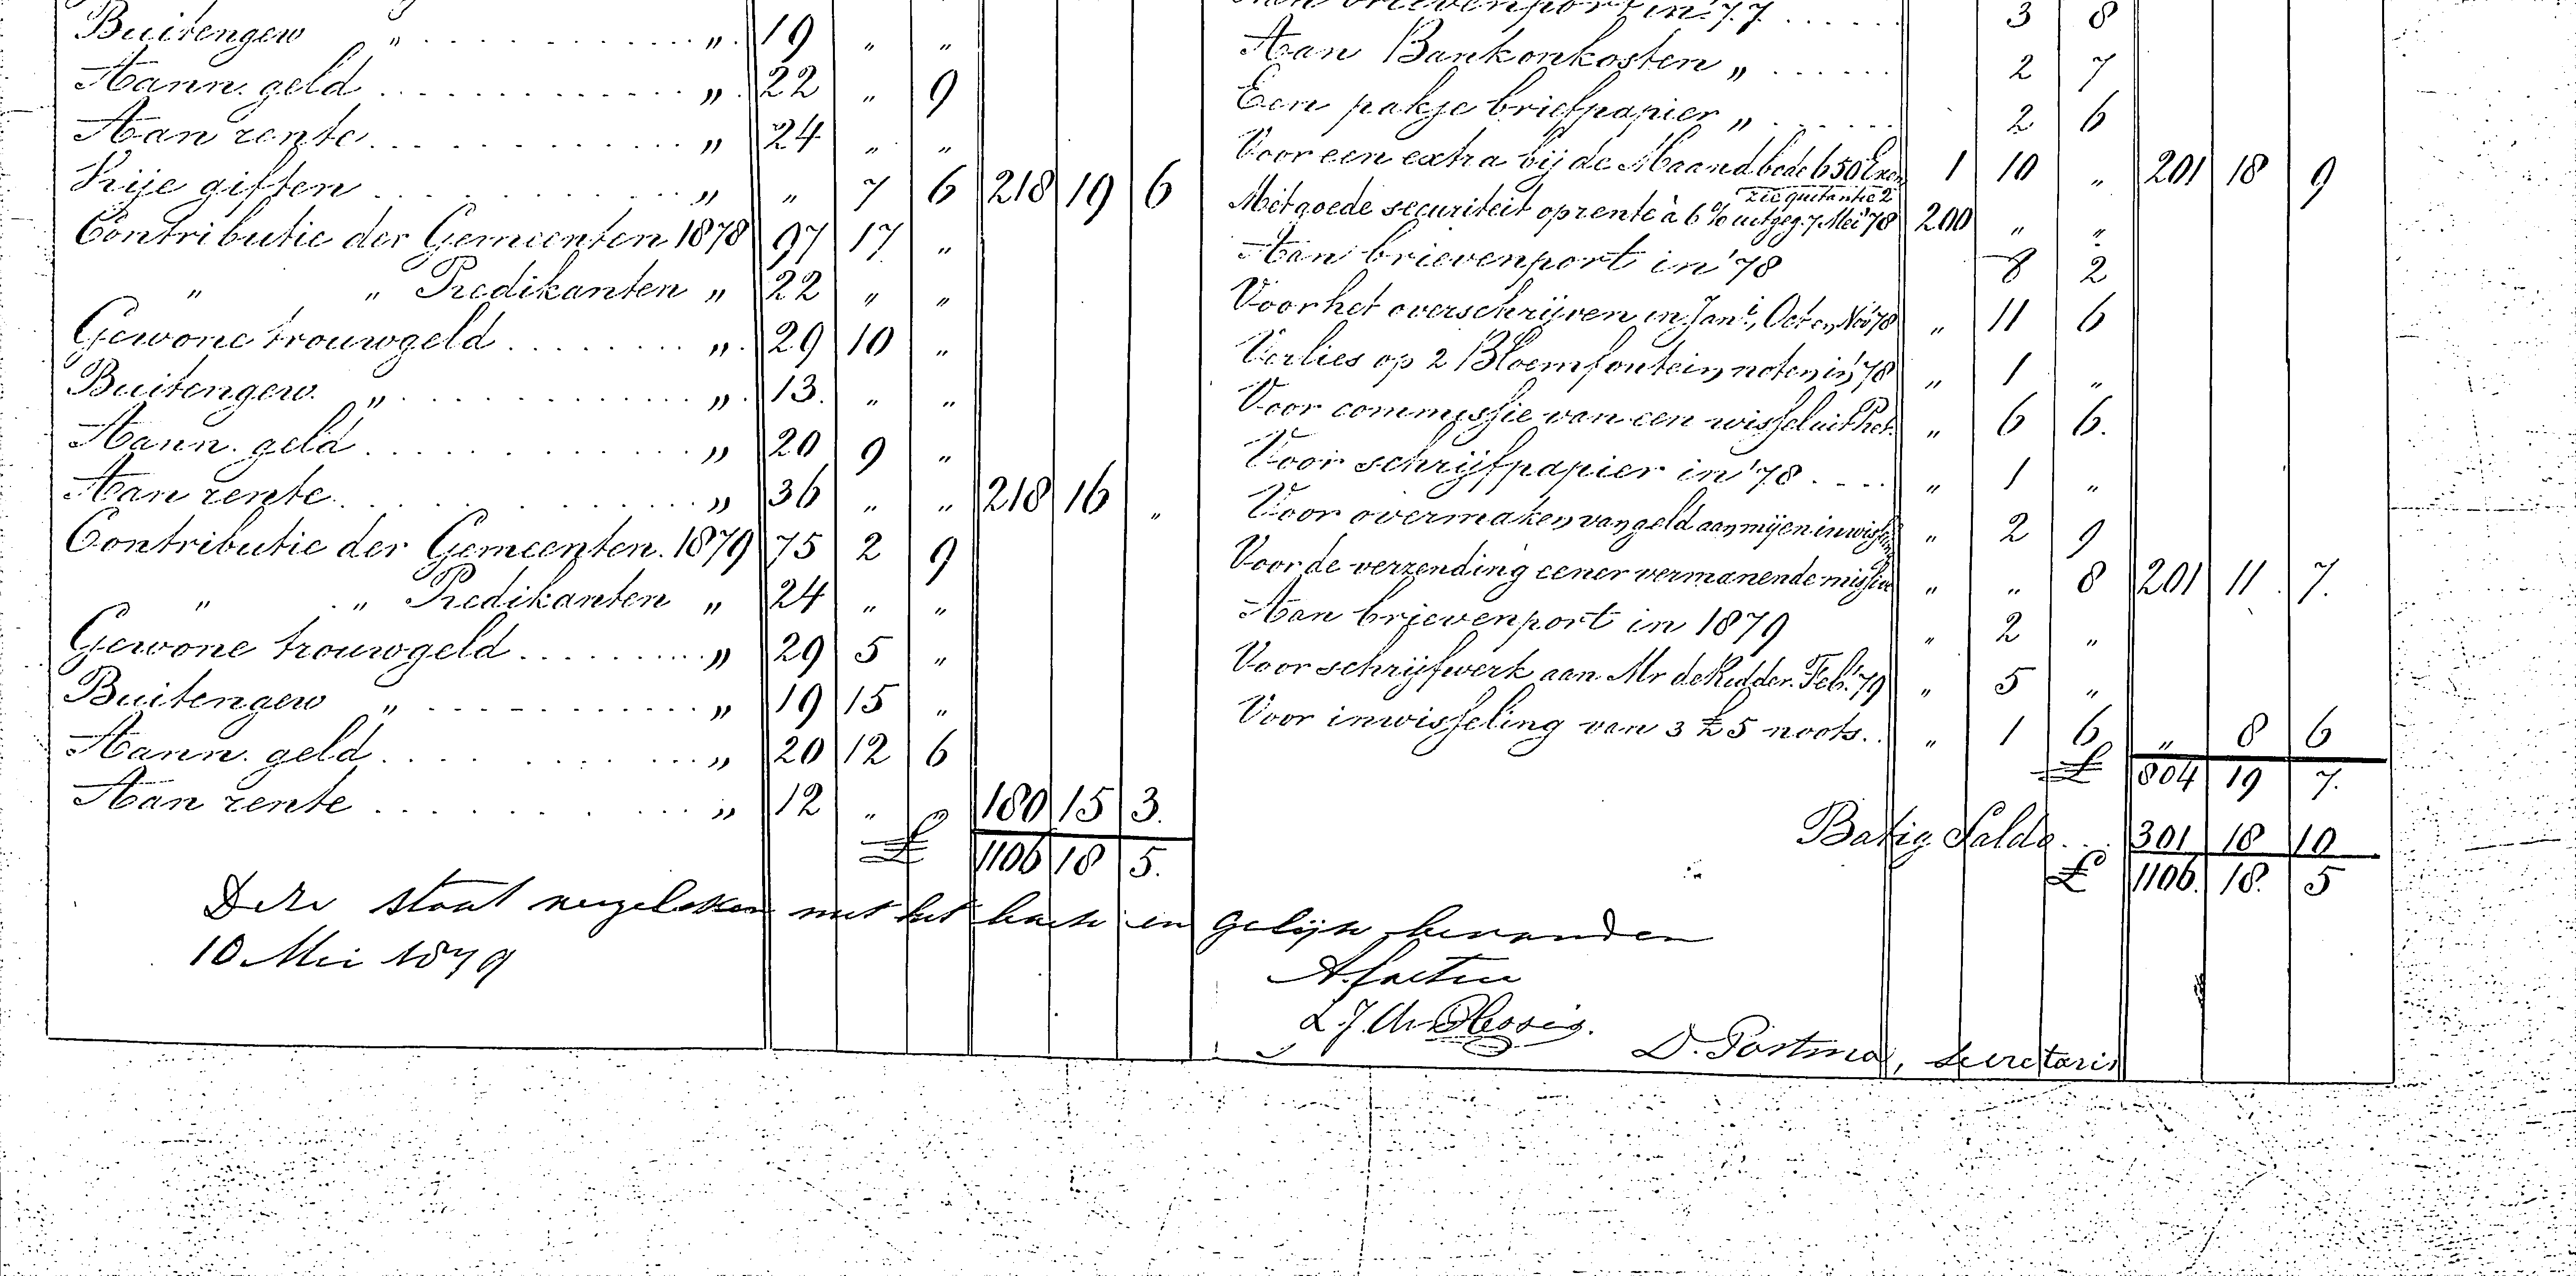 Buitengew „ . . . „ 19 „ „
Aann. geld . . . „ 22 „ 9
Aan rente . . . „ 24 „ „
Vrije giften . . . „ „ 7 6 218 19 6
Contributie der Gemeenten 1878 97 17 „
„ „ Predikanten „ 22 „ „
Gewone trouwgeld . . . „ 29 10 „
Buitengew. „ . . . „ 13. „ „
Aann. geld . . . „ 20 9 „
Aan rente . . . „ 36 „ „ 218 16 „
Contributie der Gemeenten. 1879 75 2 9
„ „ Predikanten „ 24 „ „
Gewone trouwgeld . . . „ 29 5 „
Buitengew „ . . . „ 19 15 „
Aann. geld . . . „ 20 12 6
Aan rente . . . „ 12 „ „ 180 15 3.
£ 1106 18 5.
Aan brievenport in '77 . . . 3 8
Aan Bankonkosten „ . . . 2 7
Een pakje briefpapier „ . . . 2 6
Voor een extra bij de Maandbode 650 Exen 1 10 „ 201 18 9
zie quitantie 2
Met goede securiteit op rente à 6 % uitgeg. 7 Mei '78 200 „ „
Aan brievenport in '78 8 2
Voor het overschrijven in Jani., Oct en Nov '78 „ 11 6
Verlies op 2 Bloemfontein noten in '78 „ 1 „
Voor commissie van een wissel uit Pret. „ 6 6.
Voor schrijfpapier in '78 . . . „ 1 „
Voor overmaken van geld aan mij en inwissel „ 2 9
Voor de verzending eener vermanende missive „ „ 8 201 11 7.
Aan brievenport in 1879 „ 2 „
Voor schrijfwerk aan Mr de Ridder. Feb. '79 „ 5 „
Voor inwisseling van 3 £ 5 noots. . „ 1 6 „ 8 6
£ 804 19 7.
Batig Saldo . . 301 18 10
£ 1106. 18. 5
Deze staat vergeleken met het boek en gelijk bevonden
10 Mei 1879
L. J. du Plessis.
D. Postma, secretaris